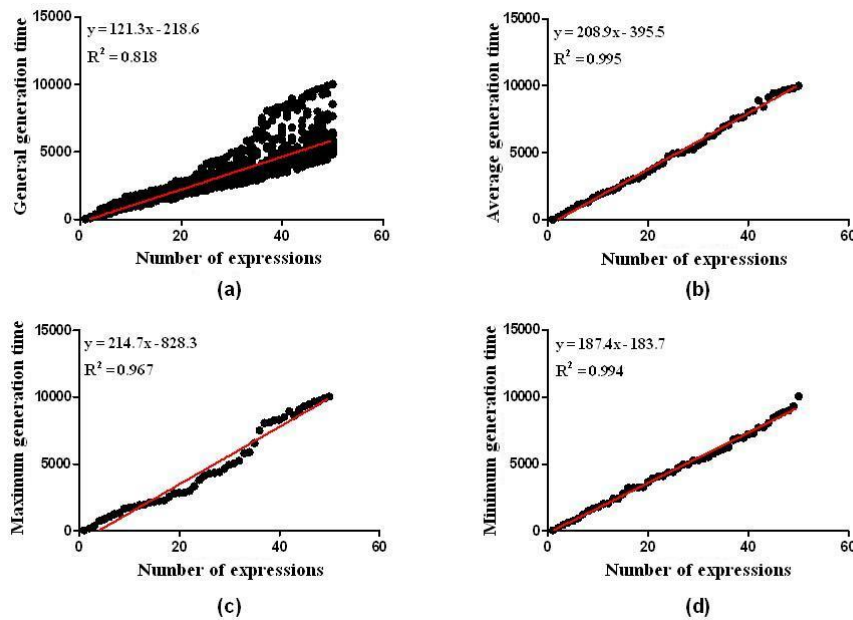 15000
y = 121.3x - 218.6
R² = 0.818
10000
5000
0
0 20 40 60
General generation time
Number of expressions
(a)
15000
y = 208.9x - 395.5
R² = 0.995
10000
5000
0
0 20 40 60
Average generation time
Number of expressions
(b)
15000
y = 214.7x - 828.3
R² = 0.967
10000
5000
0
0 20 40 60
Maximum generation time
Number of expressions
(c)
15000
y = 187.4x - 183.7
R² = 0.994
10000
5000
0
0 20 40 60
Minimum generation time
Number of expressions
(d)